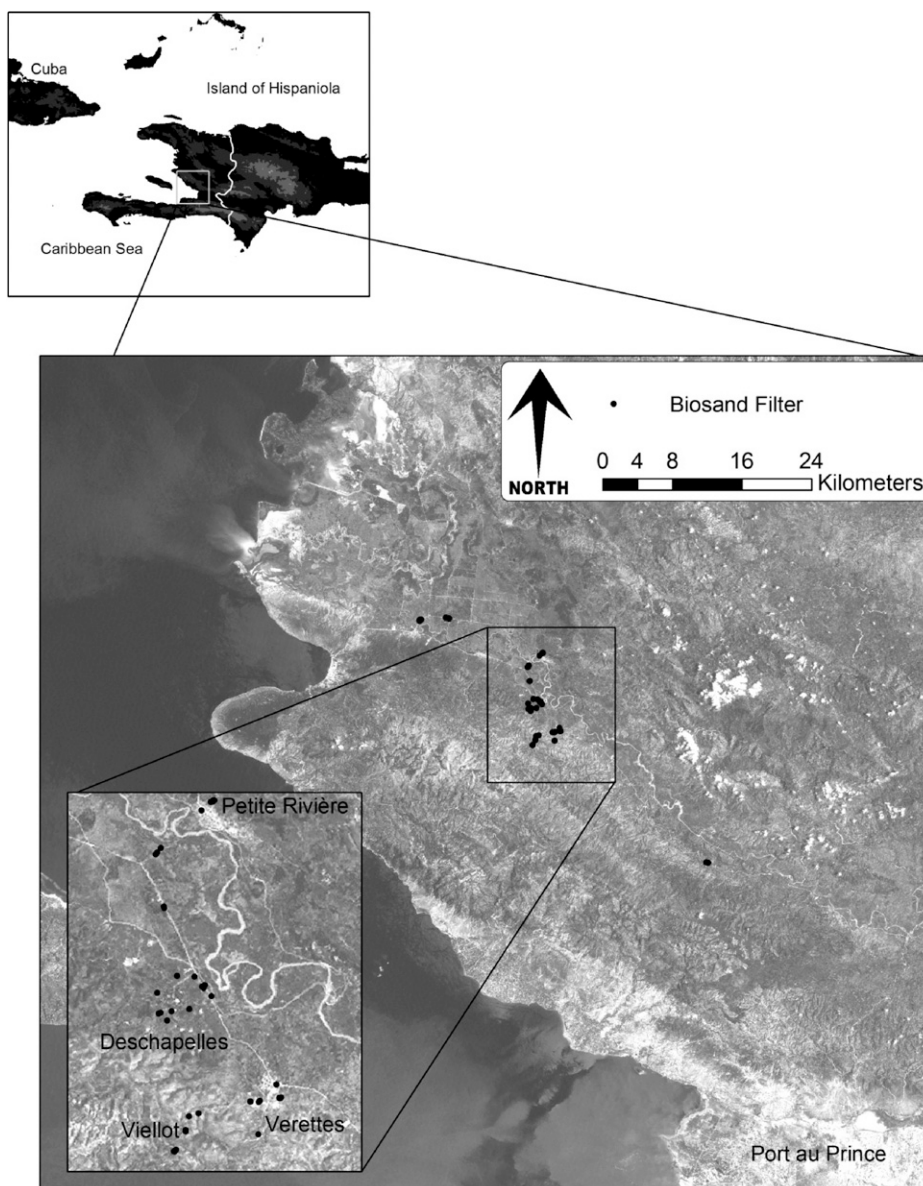 Cuba
Island of Hispaniola
Caribbean Sea
Biosand Filter
NORTH
0 4 8 16 24
Kilometers
Petite Rivière
Deschapelles
Viellot
Verettes
Port au Prince